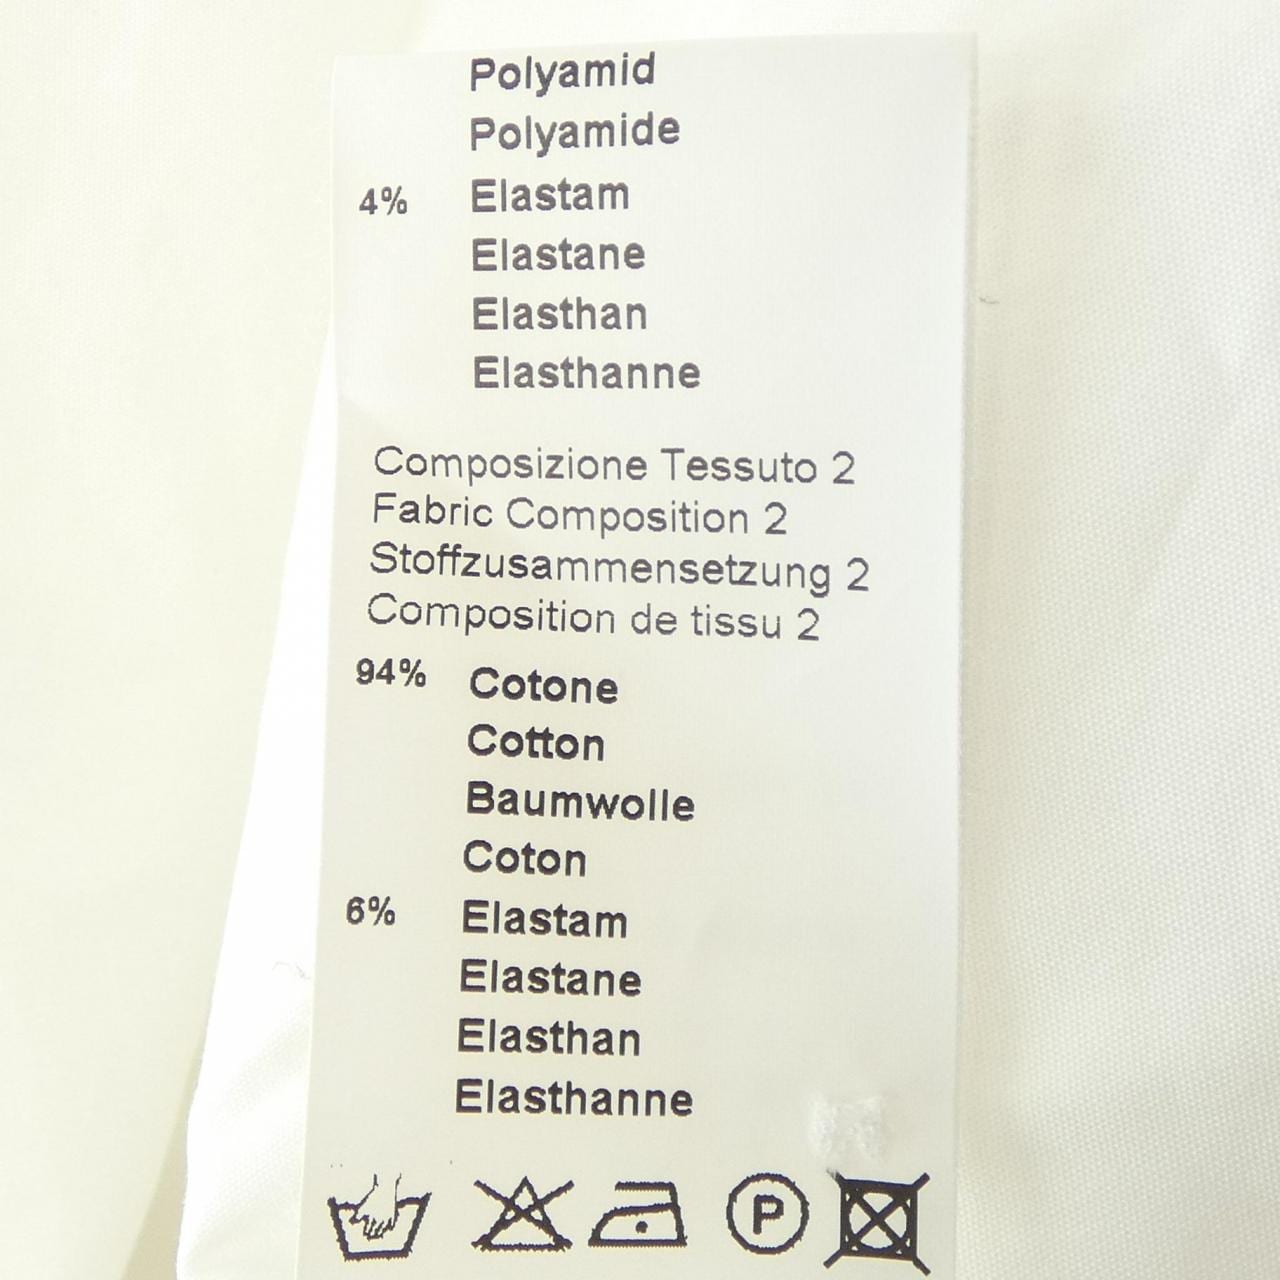 Polyamid
Polyamide
4% Elastam
Elastane
Elasthan
Elasthanne
Composizione Tessuto 2
Fabric Composition 2
Stoffzusammensetzung 2
Composition de tissu 2
94% Cotone
Cotton
Baumwolle
Coton
6% Elastam
Elastane
Elasthan
Elasthanne
P